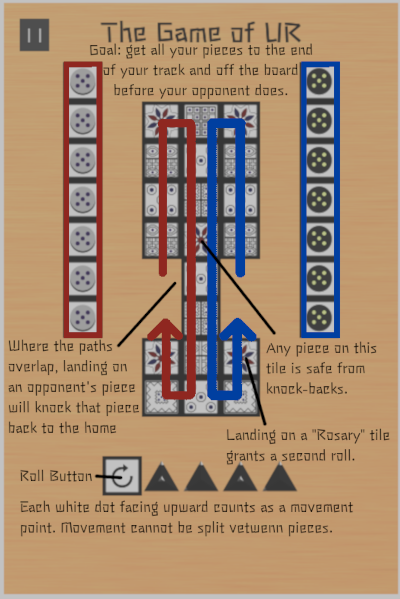 The Game of UR
Goal: get all your pieces to the end
of your track and off the board
before your opponent does.
Where the paths
overlap, landing on
an opponent's piece
will knock that piece
back to the home
Any piece on this
tile is safe from
knock-backs.
Landing on a "Rosary" tile
grants a second roll.
Roll Button
Each white dot facing upward counts as a movement
point. Movement cannot be split vetwenn pieces.